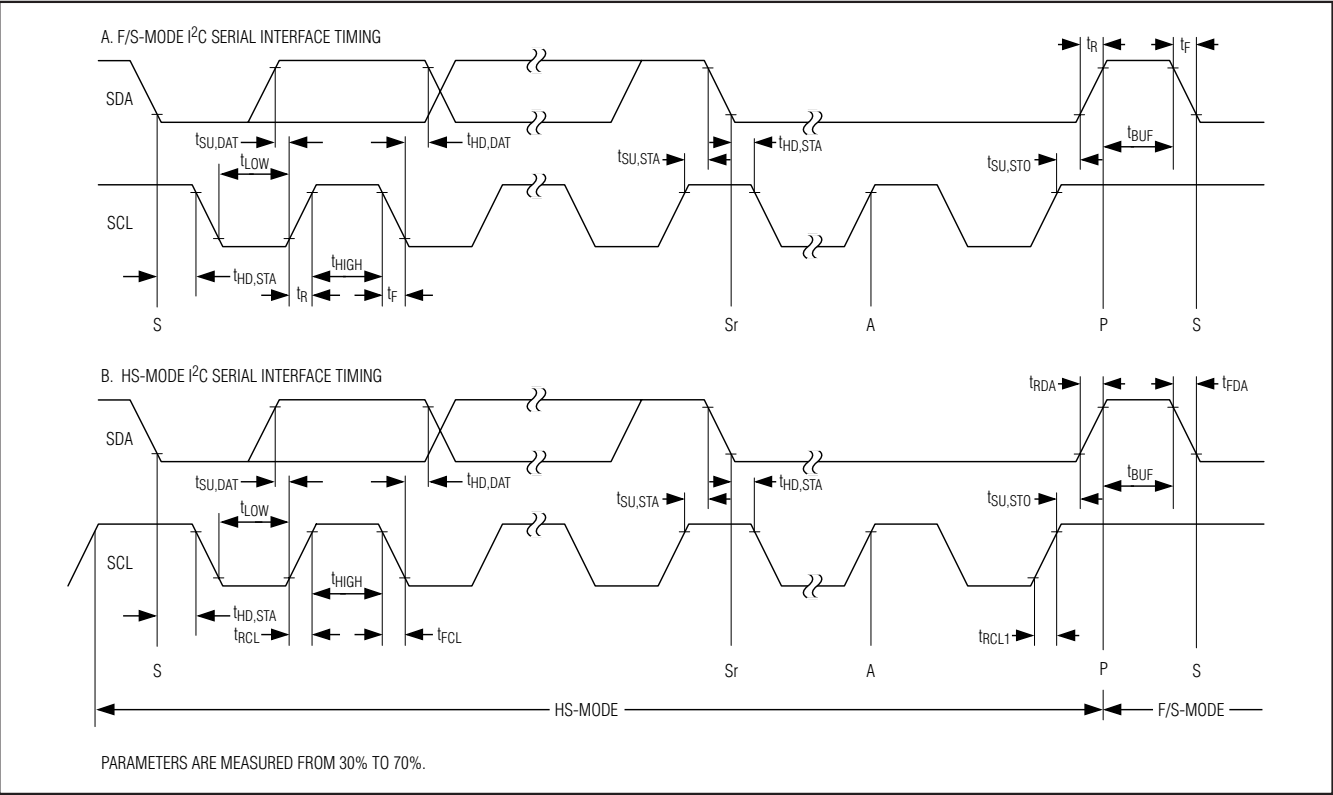 A. F/S-MODE I²C SERIAL INTERFACE TIMING
tR
tF
SDA
tSU,DAT
tHD,DAT
tLOW
tSU,STA
tHD,STA
tSU,STO
tBUF
SCL
tHD,STA
tHIGH
tR
tF
S
Sr
A
P
S
B. HS-MODE I²C SERIAL INTERFACE TIMING
tRDA
tFDA
SDA
tSU,DAT
tHD,DAT
tLOW
tSU,STA
tHD,STA
tSU,STO
tBUF
SCL
tHIGH
tHD,STA
tRCL
tFCL
tRCL1
S
Sr
A
P
S
HS-MODE
F/S-MODE
PARAMETERS ARE MEASURED FROM 30% TO 70%.